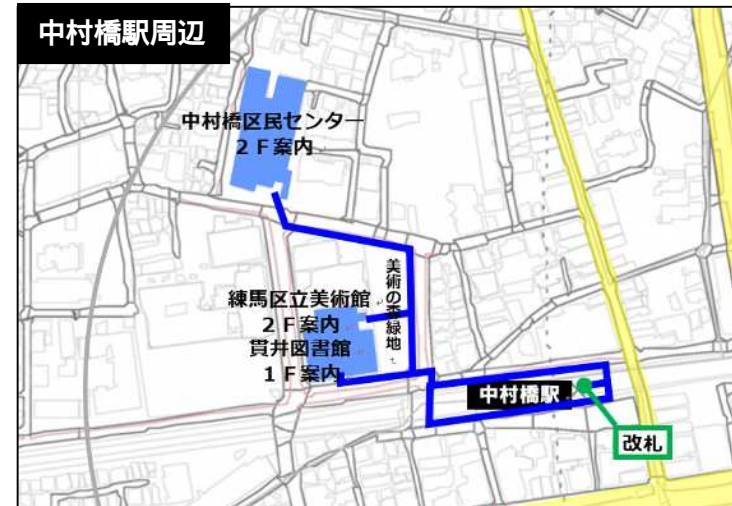 中村橋駅周辺
中村橋区民センター
２Ｆ案内
美術の森緑地
練馬区立美術館
２Ｆ案内
貫井図書館
１Ｆ案内
中村橋駅
改札